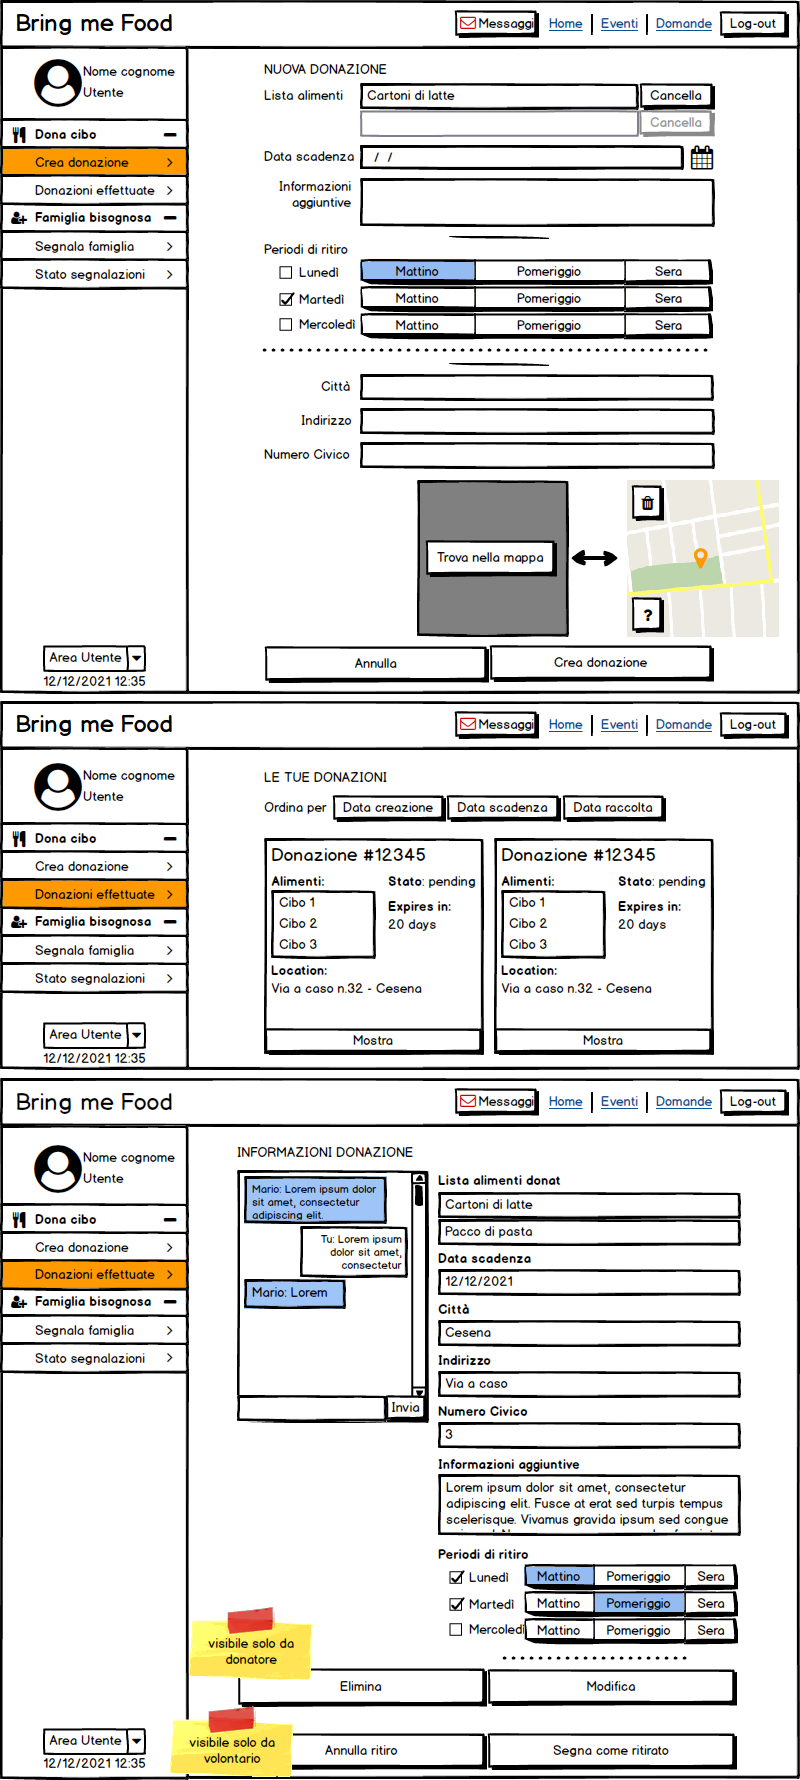 Bring me Food
Messaggi Home Eventi Domande Log-out
Nome cognome
Utente
Dona cibo
Crea donazione
Donazioni effettuate
Famiglia bisognosa
Segnala famiglia
Stato segnalazioni
Area Utente
12/12/2021 12:35
NUOVA DONAZIONE
Lista alimenti Cartoni di latte Cancella
Cancella
Data scadenza / /
Informazioni
aggiuntive
Periodi di ritiro
Lunedì Mattino Pomeriggio Sera
Martedì Mattino Pomeriggio Sera
Mercoledì Mattino Pomeriggio Sera
Città
Indirizzo
Numero Civico
Trova nella mappa
?
Annulla Crea donazione
Bring me Food
Messaggi Home Eventi Domande Log-out
Nome cognome
Utente
Dona cibo
Crea donazione
Donazioni effettuate
Famiglia bisognosa
Segnala famiglia
Stato segnalazioni
Area Utente
12/12/2021 12:35
LE TUE DONAZIONI
Ordina per Data creazione Data scadenza Data raccolta
Donazione #12345
Alimenti: Stato: pending
Cibo 1
Cibo 2
Cibo 3
Expires in:
20 days
Location:
Via a caso n.32 - Cesena
Mostra
Donazione #12345
Alimenti: Stato: pending
Cibo 1
Cibo 2
Cibo 3
Expires in:
20 days
Location:
Via a caso n.32 - Cesena
Mostra
Bring me Food
Messaggi Home Eventi Domande Log-out
Nome cognome
Utente
Dona cibo
Crea donazione
Donazioni effettuate
Famiglia bisognosa
Segnala famiglia
Stato segnalazioni
Area Utente
12/12/2021 12:35
INFORMAZIONI DONAZIONE
Mario: Lorem ipsum dolor
sit amet, consectetur
adipiscing elit.
Tu: Lorem ipsum
dolor sit amet,
consectetur
Mario: Lorem
Invia
Lista alimenti donat
Cartoni di latte
Pacco di pasta
Data scadenza
12/12/2021
Città
Cesena
Indirizzo
Via a caso
Numero Civico
3
Informazioni aggiuntive
Lorem ipsum dolor sit amet, consectetur
adipiscing elit. Fusce at erat sed turpis tempus
scelerisque. Vivamus gravida ipsum sed congue
Periodi di ritiro
Lunedì Mattino Pomeriggio Sera
Martedì Mattino Pomeriggio Sera
Mercoledì Mattino Pomeriggio Sera
visibile solo da
donatore
Elimina Modifica
visibile solo da
volontario
Annulla ritiro Segna come ritirato